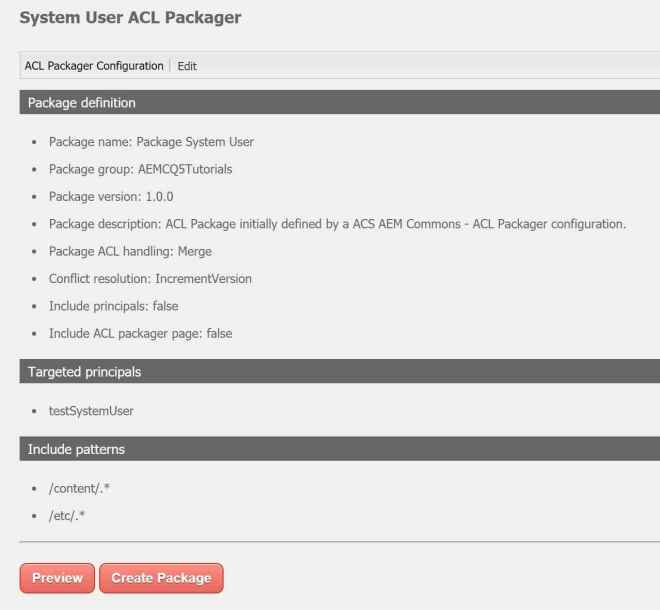 System User ACL Packager
ACL Packager Configuration Edit
Package definition
Package name: Package System User
Package group: AEMCQ5Tutorials
Package version: 1.0.0
Package description: ACL Package initially defined by a ACS AEM Commons - ACL Packager configuration.
Package ACL handling: Merge
Conflict resolution: IncrementVersion
Include principals: false
Include ACL packager page: false
Targeted principals
testSystemUser
Include patterns
/content/.*
/etc/.*
Preview Create Package